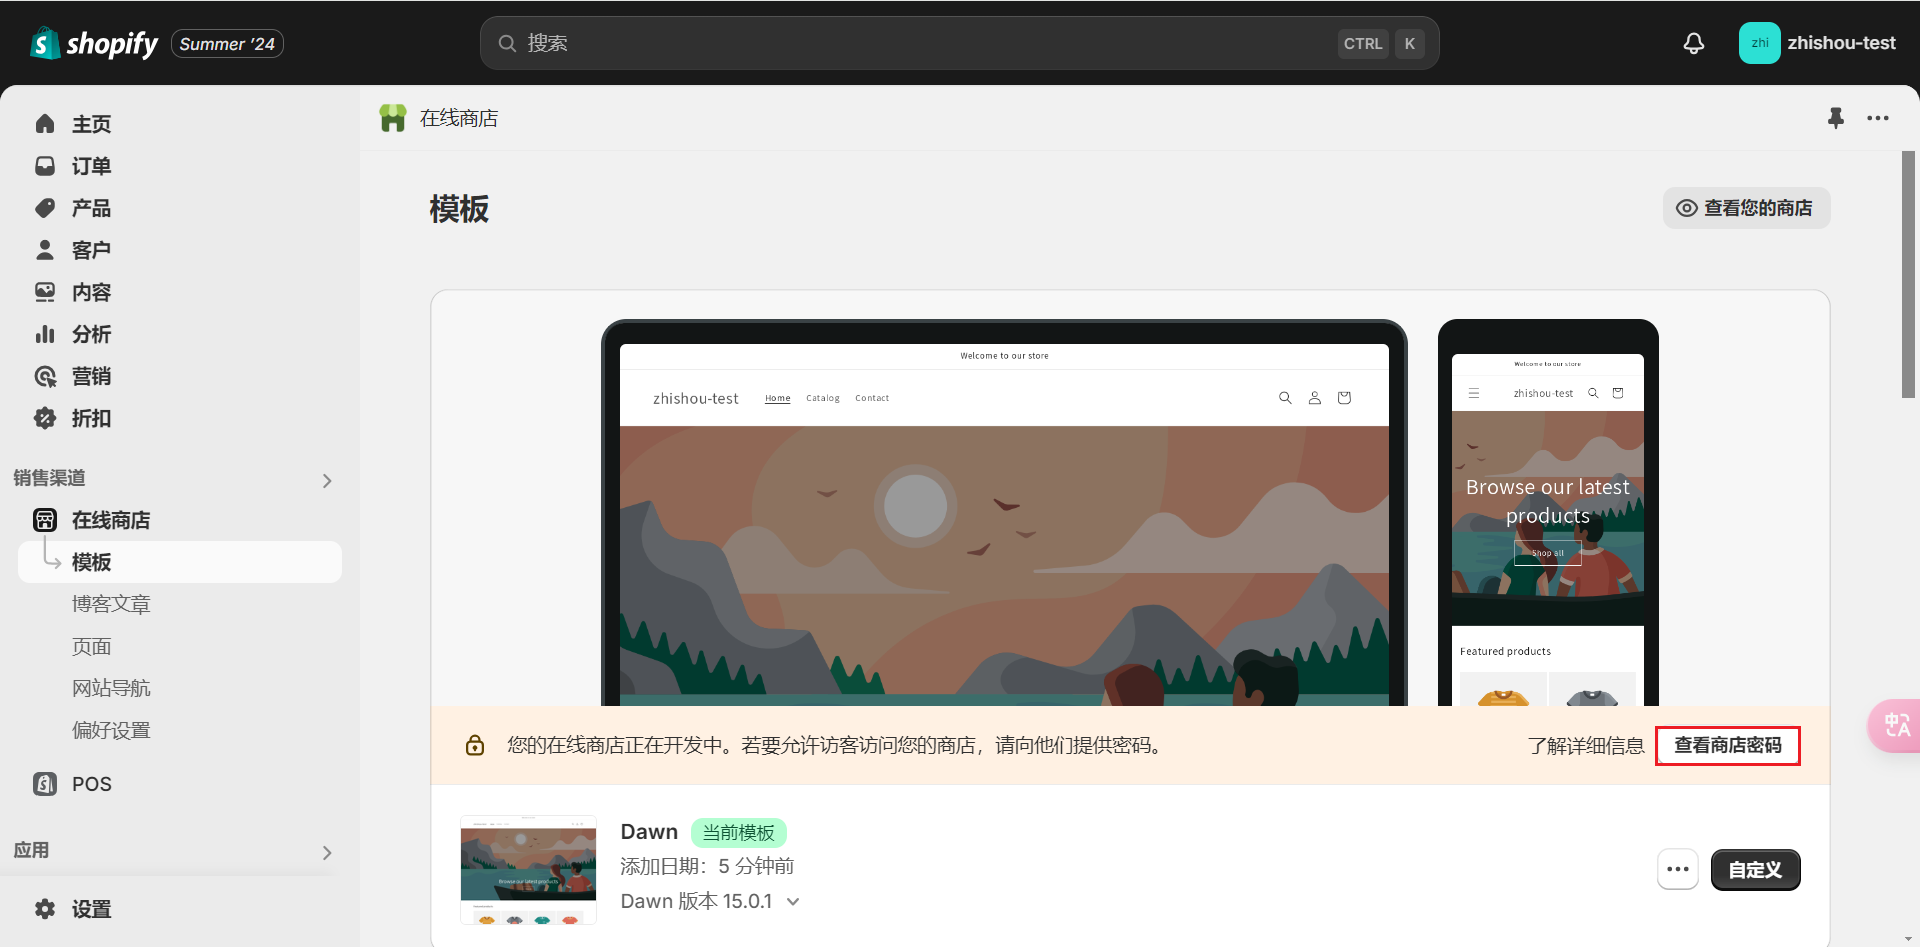 shopify
Summer '24
搜索
CTRL K
zhi
zhishou-test
主页
订单
产品
客户
内容
分析
营销
折扣
销售渠道
在线商店
模板
博客文章
页面
网站导航
偏好设置
POS
应用
设置
在线商店
模板
查看您的商店
Welcome to our store
zhishou-test Home Catalog Contact
Welcome to our store
zhishou-test
Browse our latest
products
Shop all
Featured products
您的在线商店正在开发中。若要允许访客访问您的商店，请向他们提供密码。
了解详细信息 查看商店密码
Browse our latest products
Dawn 当前模板
添加日期：5 分钟前
Dawn 版本 15.0.1
自定义
中A